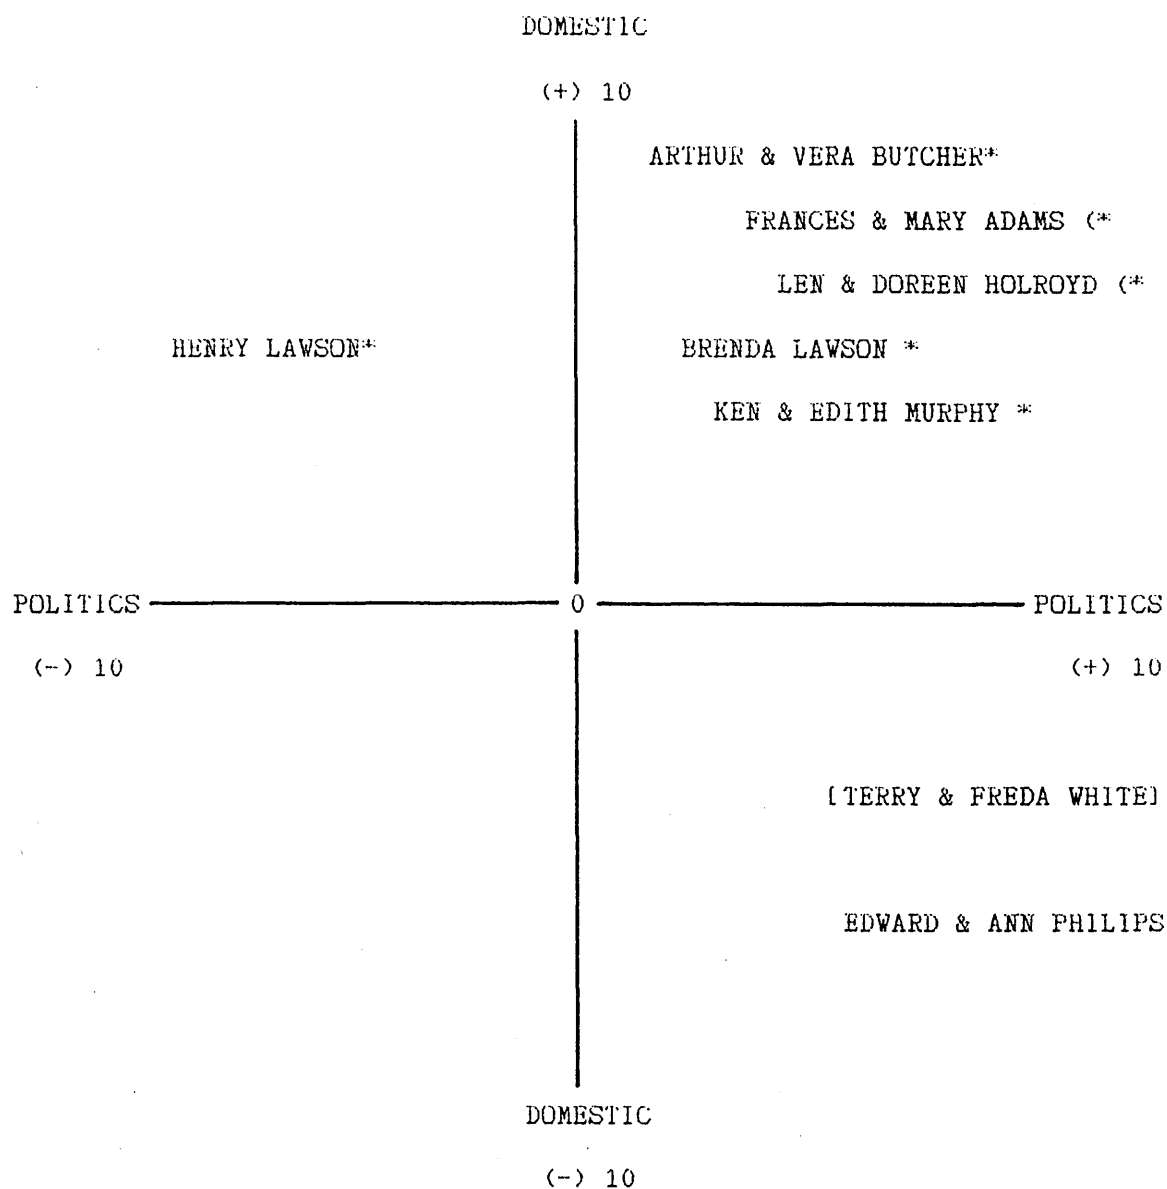 DOMESTIC
(+) 10
ARTHUR & VERA BUTCHER*
FRANCES & MARY ADAMS (*
LEN & DOREEN HOLROYD (*
HENRY LAWSON* BRENDA LAWSON *
KEN & EDITH MURPHY *
POLITICS 0 POLITICS
(-) 10 (+) 10
[TERRY & FREDA WHITE]
EDWARD & ANN PHILIPS
DOMESTIC
(-) 10